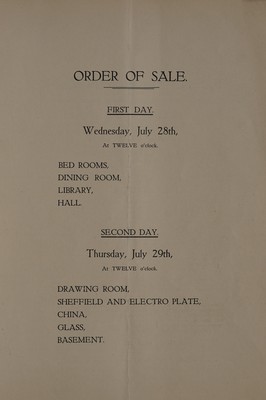 ORDER OF SALE.
FIRST DAY.
Wednesday, July 28th,
At TWELVE o'clock.
BED ROOMS,
DINING ROOM,
LIBRARY,
HALL.
SECOND DAY.
Thursday, July 29th,
At TWELVE o'clock.
DRAWING ROOM,
SHEFFIELD AND ELECTRO PLATE,
CHINA,
GLASS,
BASEMENT.